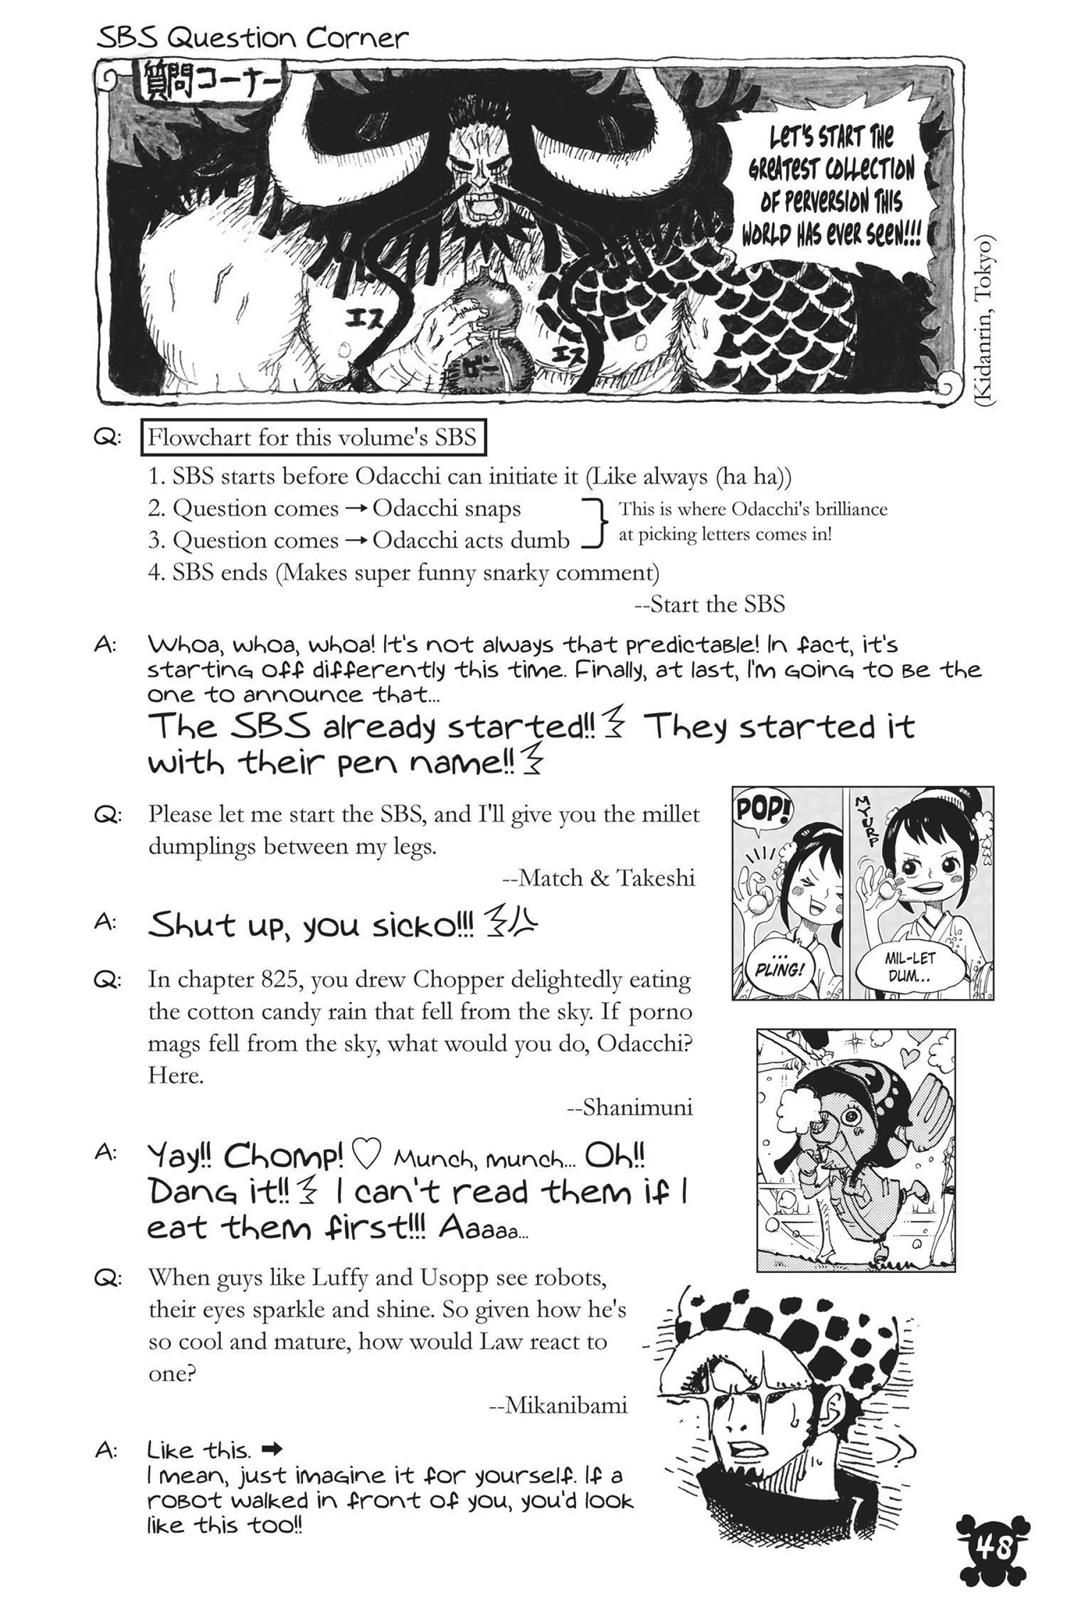 SBS Question Corner
質問コーナー
LET'S START THE
GREATEST COLLECTION
OF PERVERSION THIS
WORLD HAS EVER SEEN!!!
エス
ビー
エス
(Kidanrin, Tokyo)
Q: Flowchart for this volume's SBS
1. SBS starts before Odacchi can initiate it (Like always (ha ha))
2. Question comes → Odacchi snaps
3. Question comes → Odacchi acts dumb
This is where Odacchi's brilliance
at picking letters comes in!
4. SBS ends (Makes super funny snarky comment)
--Start the SBS
A: Whoa, whoa, whoa! It's not always that predictable! In fact, it's
starting off differently this time. Finally, at last, I'm going to be the
one to announce that...
The SBS already started!! They started it
with their pen name!!
Q: Please let me start the SBS, and I'll give you the millet
dumplings between my legs.
--Match & Takeshi
POP!
...
PLING!
MYURP
MIL-LET
DUM...
A: Shut up, you sicko!!!
Q: In chapter 825, you drew Chopper delightedly eating
the cotton candy rain that fell from the sky. If porno
mags fell from the sky, what would you do, Odacchi?
Here.
--Shanimuni
A: Yay!! Chomp! ♡ Munch, munch... Oh!!
Dang it!! I can't read them if I
eat them first!!! Aaaaa...
Q: When guys like Luffy and Usopp see robots,
their eyes sparkle and shine. So given how he's
so cool and mature, how would Law react to
one?
--Mikanibami
A: Like this. ➡
I mean, just imagine it for yourself. If a
robot walked in front of you, you'd look
like this too!!
48